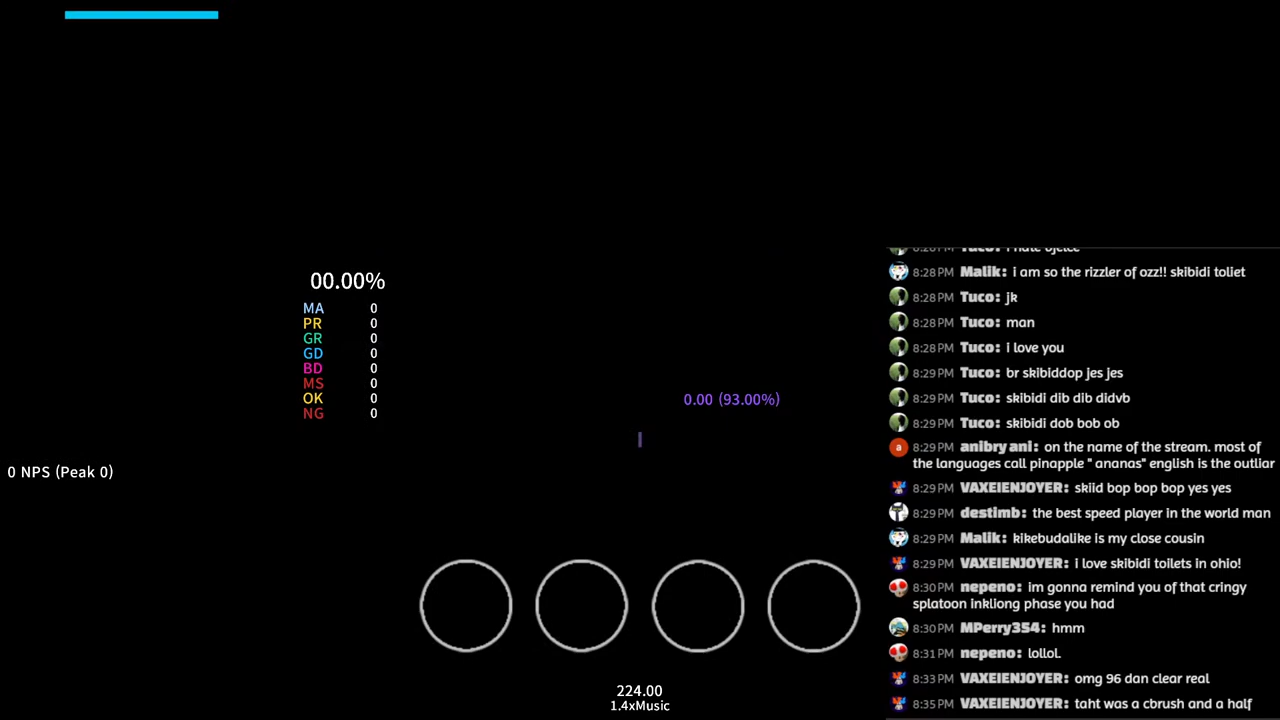 00.00%
MA 0
PR 0
GR 0
GD 0
BD 0
MS 0
OK 0
NG 0
0.00 (93.00%)
0 NPS (Peak 0)
224.00
1.4xMusic
8:28 PM Malik: i am so the rizzler of ozz!! skibidi toliet
8:28 PM Tuco: jk
8:28 PM Tuco: man
8:28 PM Tuco: i love you
8:29 PM Tuco: br skibiddop jes jes
8:29 PM Tuco: skibidi dib dib didvb
8:29 PM Tuco: skibidi dob bob ob
a 8:29 PM anibry ani: on the name of the stream. most of
the languages call pinapple " ananas" english is the outliar
8:29 PM VAXEIENJOYER: skiid bop bop bop yes yes
8:29 PM destimb: the best speed player in the world man
8:29 PM Malik: kikebudalike is my close cousin
8:29 PM VAXEIENJOYER: i love skibidi toilets in ohio!
8:30 PM nepeno: im gonna remind you of that cringy
splatoon inkliong phase you had
8:30 PM MPerry354: hmm
8:31 PM nepeno: lollol.
8:33 PM VAXEIENJOYER: omg 96 dan clear real
8:35 PM VAXEIENJOYER: taht was a cbrush and a half